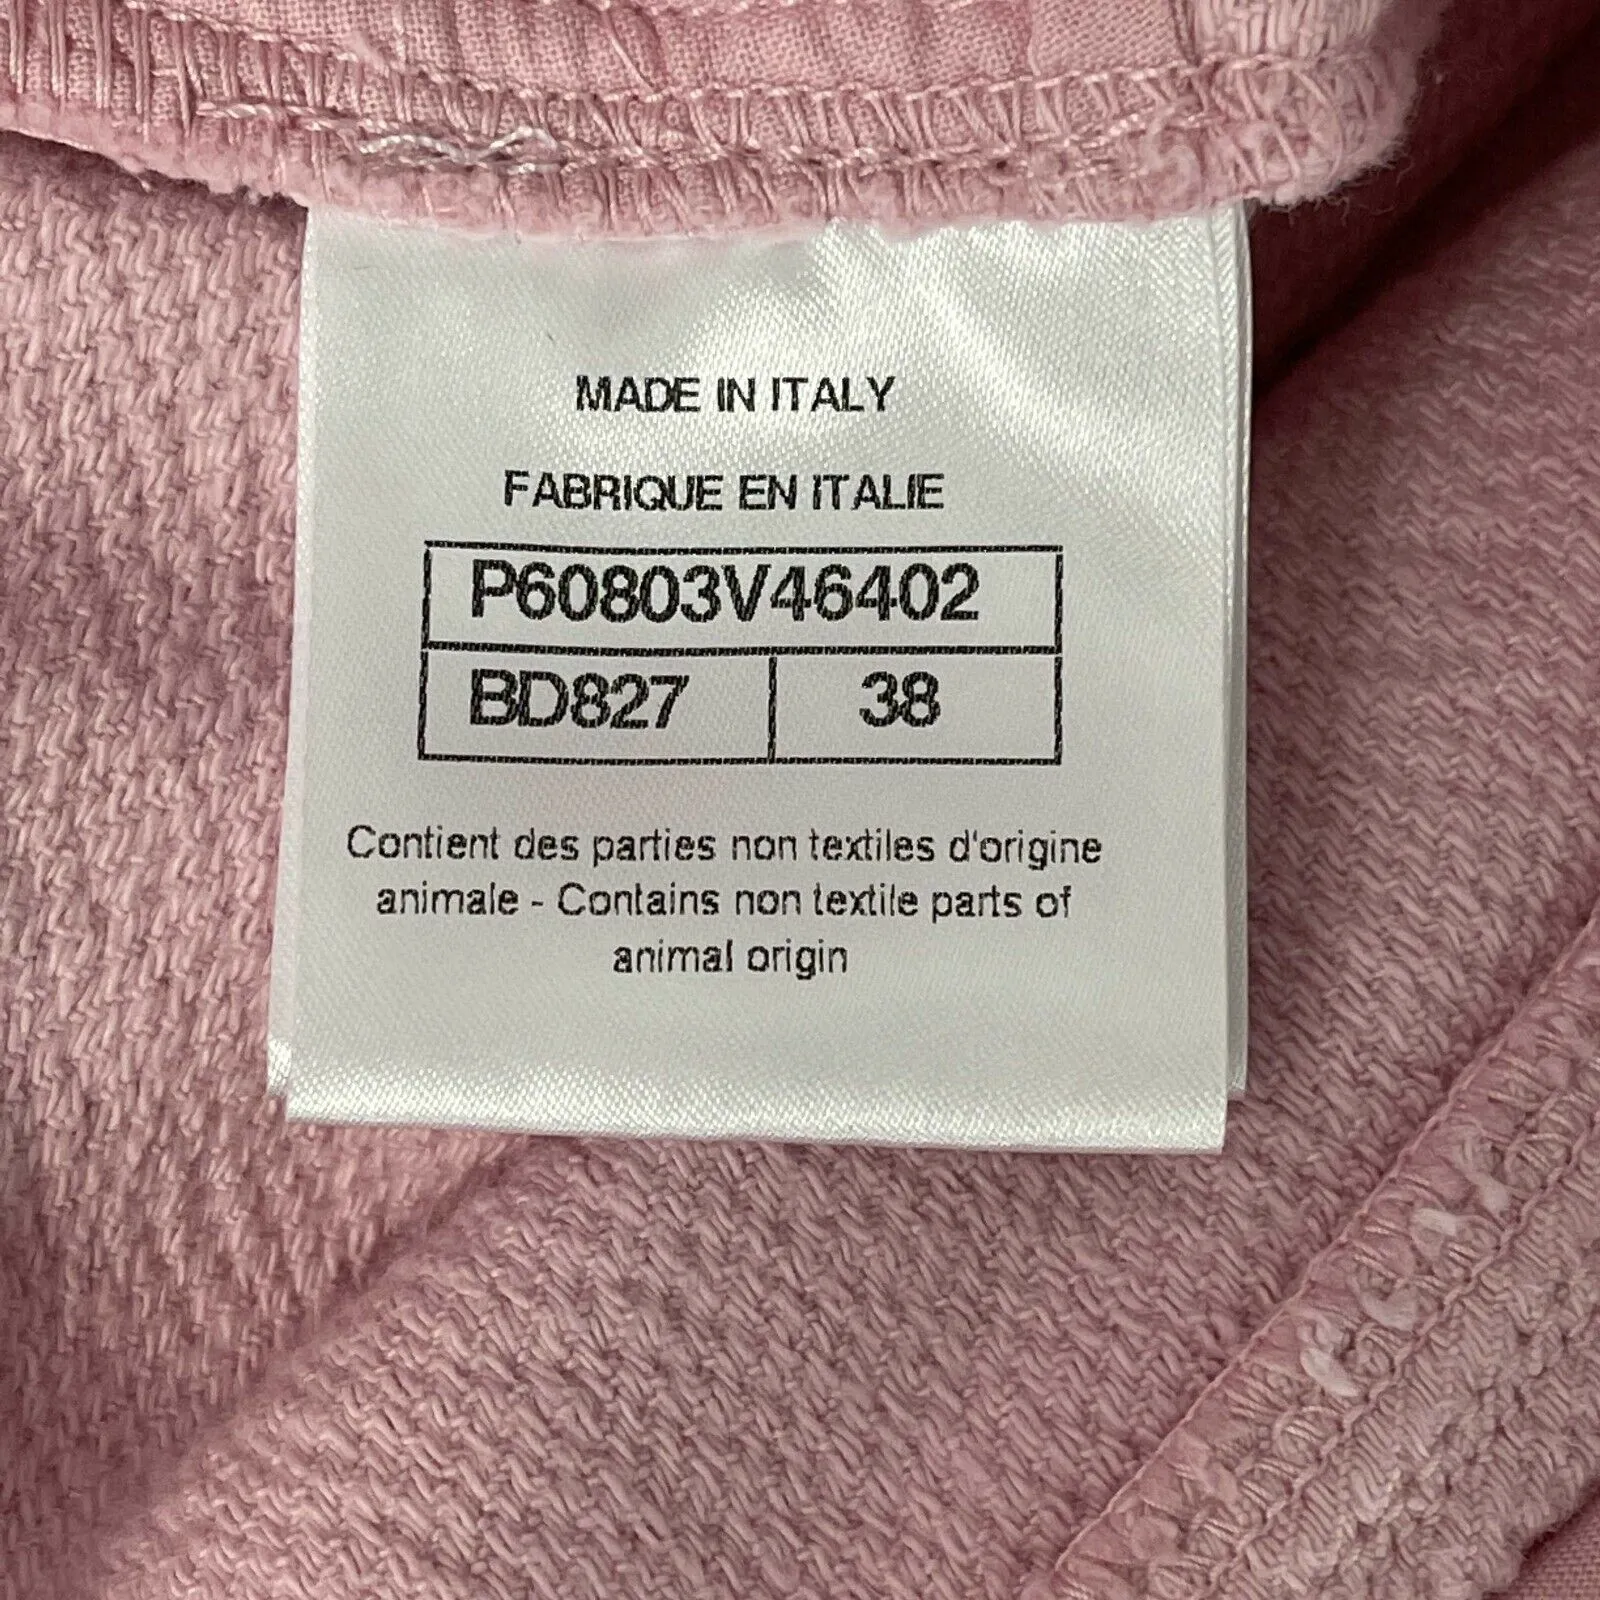 MADE IN ITALY
FABRIQUE EN ITALIE
P60803V46402
BD827 38
Contient des parties non textiles d'origine
animale - Contains non textile parts of
animal origin